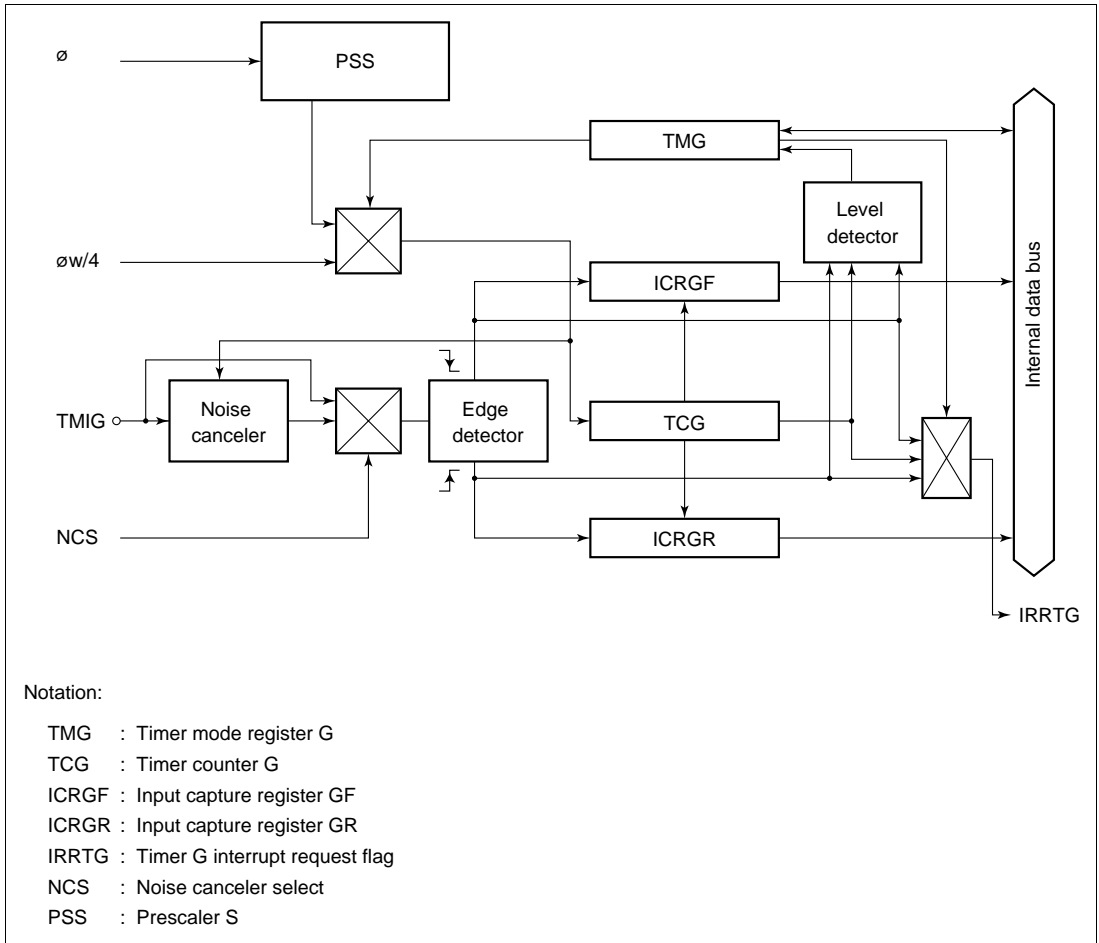 ø
PSS
TMG
Level
detector
øw/4
ICRGF
Internal data bus
TMIG
Noise
canceler
Edge
detector
TCG
NCS
ICRGR
IRRTG
Notation:
TMG : Timer mode register G
TCG : Timer counter G
ICRGF : Input capture register GF
ICRGR : Input capture register GR
IRRTG : Timer G interrupt request flag
NCS : Noise canceler select
PSS : Prescaler S